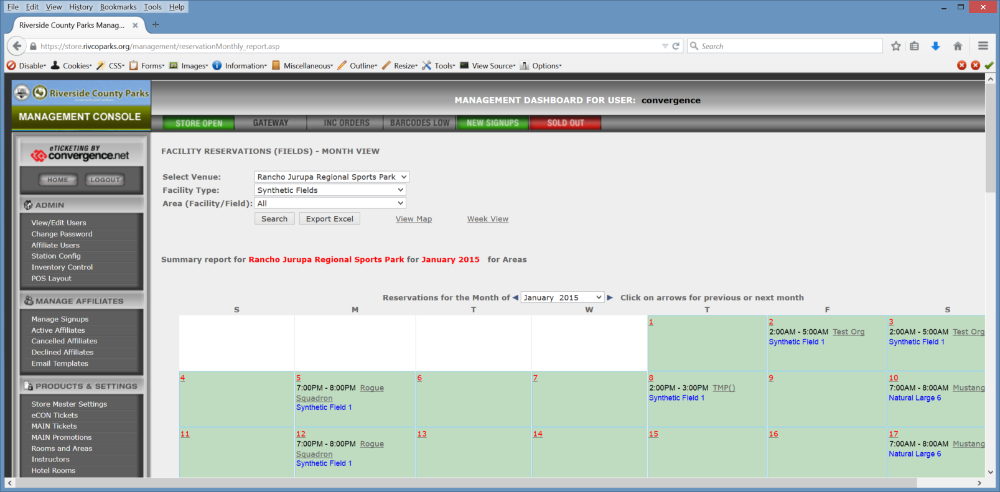 File Edit View History Bookmarks Tools Help
Riverside County Parks Manag...
https://store.rivcoparks.org/management/reservationMonthly_report.asp
Search
Disable Cookies CSS Forms Images Information Miscellaneous Outline Resize Tools View Source Options
Riverside County Parks
MANAGEMENT CONSOLE
MANAGEMENT DASHBOARD FOR USER: convergence
STORE OPEN GATEWAY INC ORDERS BARCODES LOW NEW SIGNUPS SOLD OUT
eTICKETING BY
convergence.net
HOME LOGOUT
ADMIN
View/Edit Users
Change Password
Affiliate Users
Station Config
Inventory Control
POS Layout
MANAGE AFFILIATES
Manage Signups
Active Affiliates
Cancelled Affiliates
Declined Affiliates
Email Templates
PRODUCTS & SETTINGS
Store Master Settings
eCON Tickets
MAIN Tickets
MAIN Promotions
Rooms and Areas
Instructors
Hotel Rooms
FACILITY RESERVATIONS (FIELDS) - MONTH VIEW
Select Venue: Rancho Jurupa Regional Sports Park
Facility Type: Synthetic Fields
Area (Facility/Field): All
Search Export Excel View Map Week View
Summary report for Rancho Jurupa Regional Sports Park for January 2015 for Areas
Reservations for the Month of January 2015 Click on arrows for previous or next month
S M T W T F S
1
2
2:00AM - 5:00AM Test Org
Synthetic Field 1
3
2:00AM - 5:00AM Test Org
Synthetic Field 1
4
5
7:00PM - 8:00PM Rogue
Squadron
Synthetic Field 1
6
7
8
2:00PM - 3:00PM TMP()
Synthetic Field 1
9
10
7:00AM - 8:00AM Mustang
Natural Large 6
11
12
7:00PM - 8:00PM Rogue
Squadron
Synthetic Field 1
13
14
15
16
17
7:00AM - 8:00AM Mustang
Natural Large 6